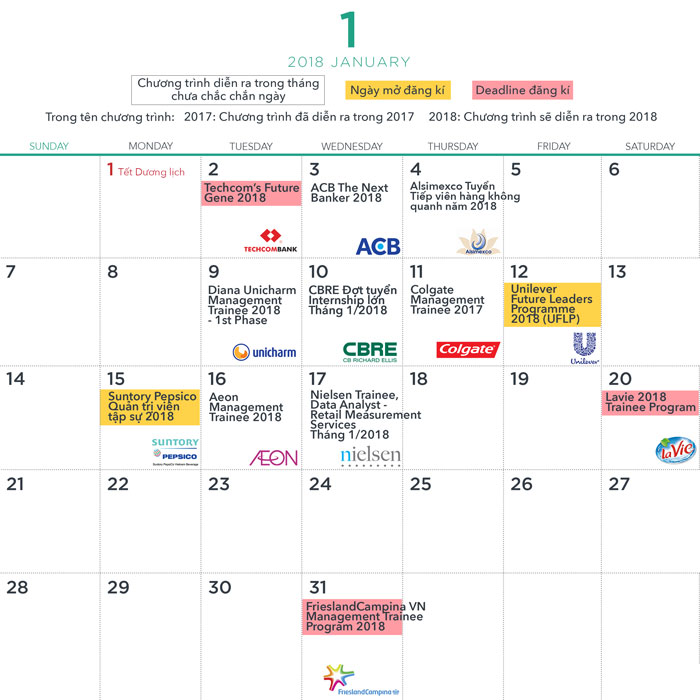 1
2018 JANUARY
Chương trình diễn ra trong tháng
chưa chắc chắn ngày
Ngày mở đăng kí
Deadline đăng kí
Trong tên chương trình: 2017: Chương trình đã diễn ra trong 2017 2018: Chương trình sẽ diễn ra trong 2018
SUNDAY MONDAY TUESDAY WEDNESDAY THURSDAY FRIDAY SATURDAY
1 Tết Dương lịch
2
Techcom's Future
Gene 2018
TECHCOMBANK
3
ACB The Next
Banker 2018
ACB
4
Alsimexco Tuyển
Tiếp viên hàng không
quanh năm 2018
Alsimexco
5
6
7
8
9
Diana Unicharm
Management
Trainee 2018
- 1st Phase
unicharm
10
CBRE Đợt tuyển
Internship lớn
Tháng 1/2018
CBRE
CB RICHARD ELLIS
11
Colgate
Management
Trainee 2017
Colgate
12
Unilever
Future Leaders
Programme
2018 (UFLP)
Unilever
13
14
15
Suntory Pepsico
Quản trị viên
tập sự 2018
SUNTORY
PEPSICO
Suntory PepsiCo Vietnam Beverage
16
Aeon
Management
Trainee 2018
ÆON
17
Nielsen Trainee,
Data Analyst -
Retail Measurement
Services
Tháng 1/2018
nielsen
18
19
20
Lavie 2018
Trainee Program
laVie
21
22
23
24
25
26
27
28
29
30
31
FrieslandCampina VN
Management Trainee
Program 2018
FrieslandCampina